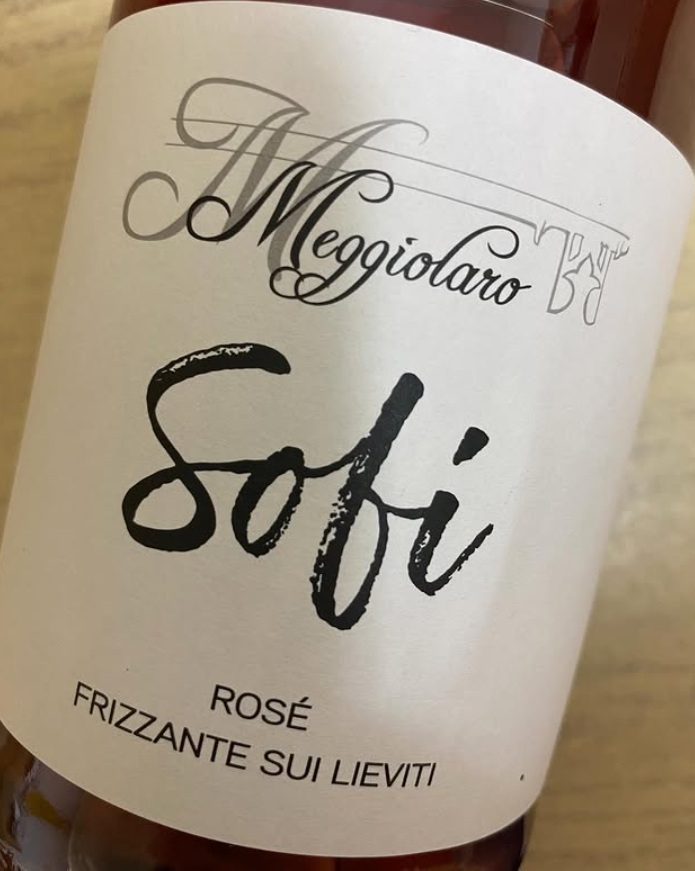 Meggiolaro
Sofi
ROSÉ
FRIZZANTE SUI LIEVITI